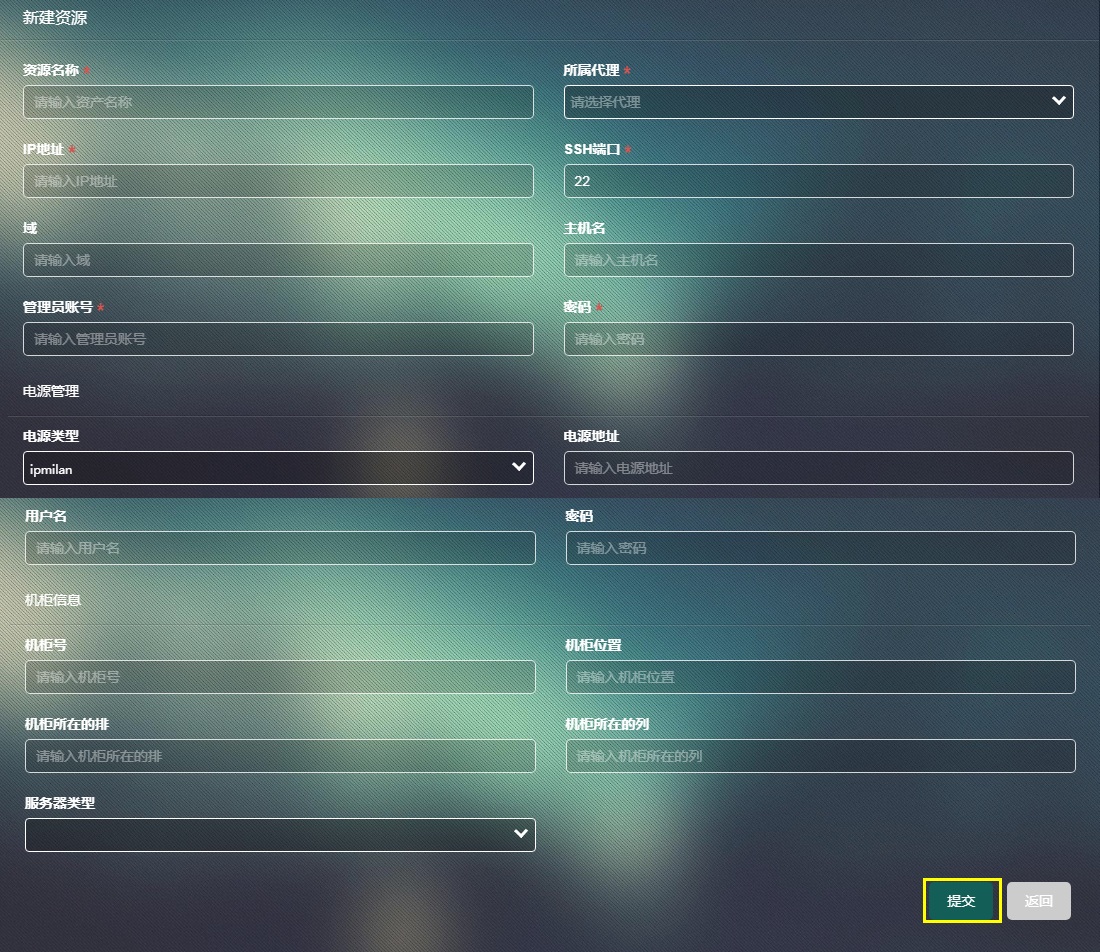 新建资源
资源名称 * 所属代理 *
请输入资产名称 请选择代理
IP地址 * SSH端口 *
请输入IP地址 22
域 主机名
请输入域 请输入主机名
管理员账号 * 密码 *
请输入管理员账号 请输入密码
电源管理
电源类型 电源地址
ipmilan 请输入电源地址
用户名 密码
请输入用户名 请输入密码
机柜信息
机柜号 机柜位置
请输入机柜号 请输入机柜位置
机柜所在的排 机柜所在的列
请输入机柜所在的排 请输入机柜所在的列
服务器类型
提交 返回